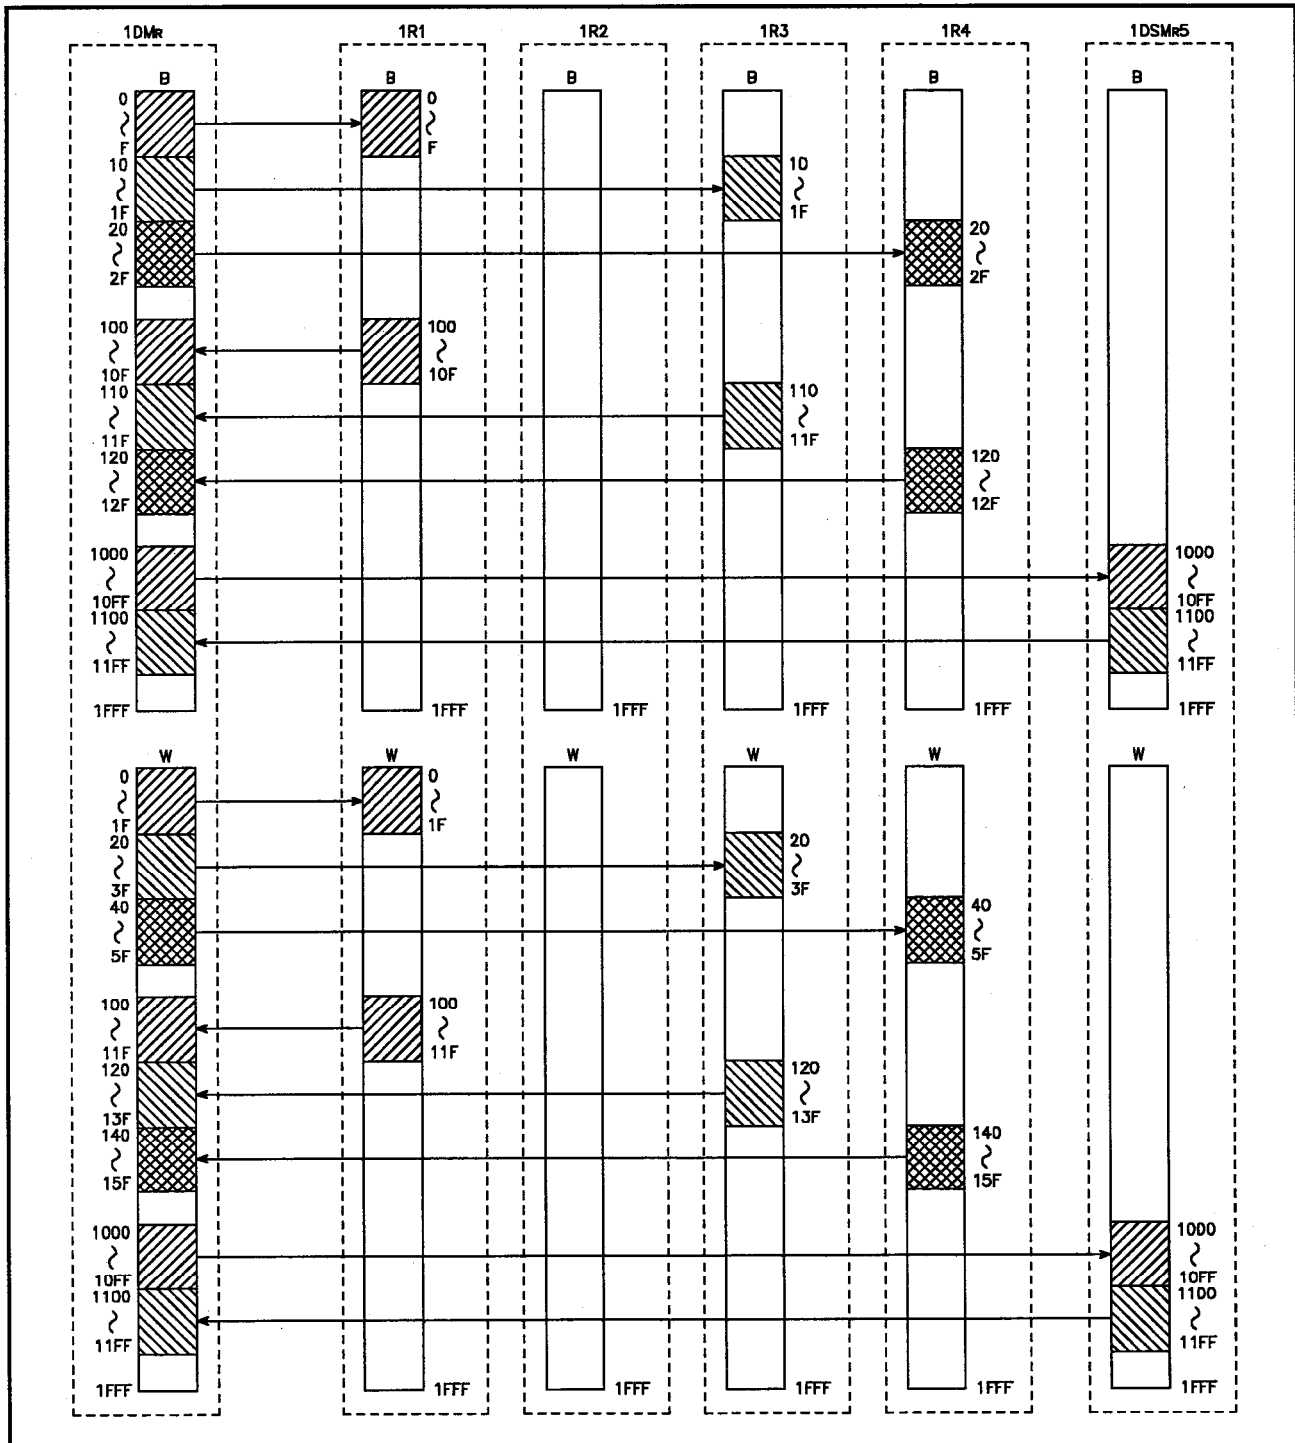 1DMR 1R1 1R2 1R3 1R4 1DSMR5
B B B B B B
0 0
F F
10 10
1F 1F
20 20
2F 2F
100 100
10F 10F
110 110
11F 11F
120 120
12F 12F
1000 1000
10FF 10FF
1100 1100
11FF 11FF
1FFF 1FFF 1FFF 1FFF 1FFF 1FFF
W W W W W W
0 0
1F 1F
20 20
3F 3F
40 40
5F 5F
100 100
11F 11F
120 120
13F 13F
140 140
15F 15F
1000 1000
10FF 10FF
1100 1100
11FF 11FF
1FFF 1FFF 1FFF 1FFF 1FFF 1FFF